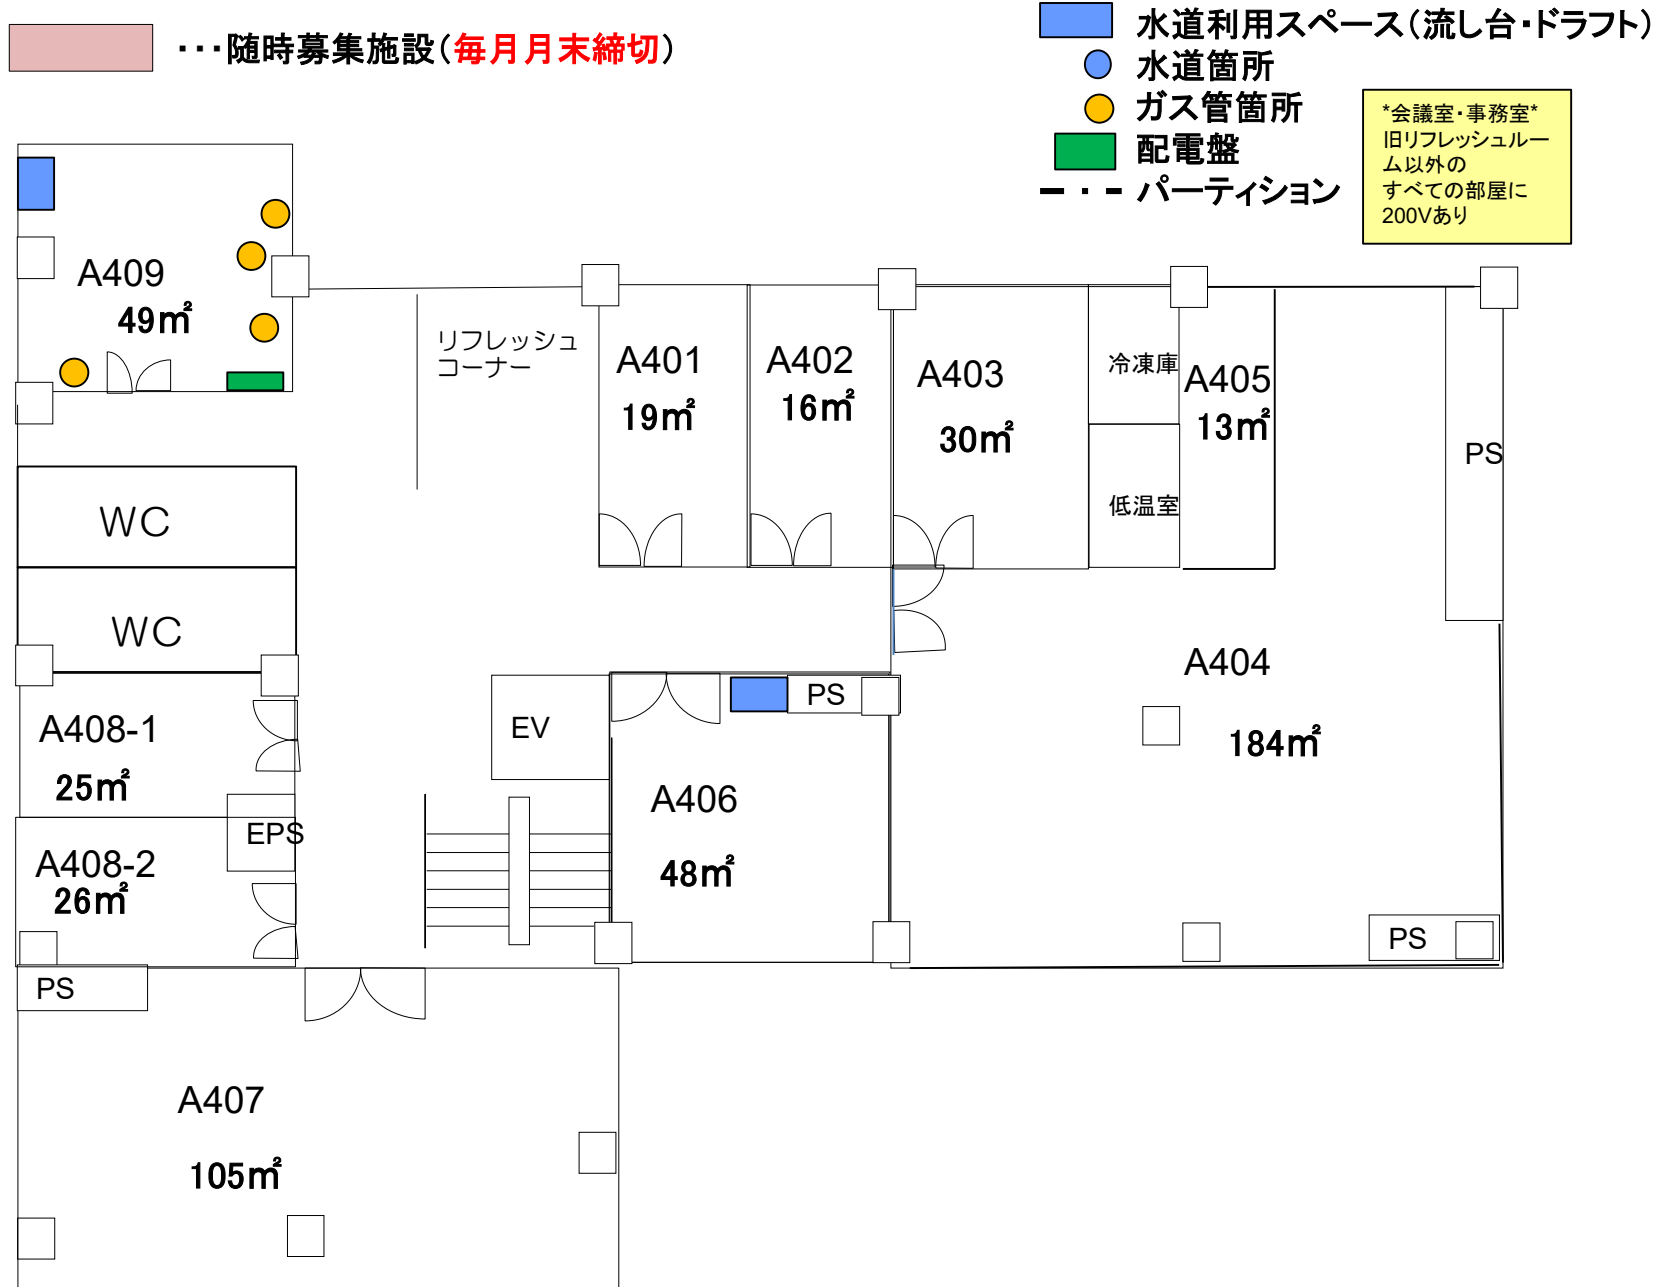 ・・・随時募集施設（毎月月末締切）
水道利用スペース（流し台・ドラフト）
水道箇所
ガス管箇所
配電盤
パーティション
*会議室・事務室*
旧リフレッシュルー
ム以外の
すべての部屋に
200Vあり
A409
49㎡
リフレッシュ
コーナー
A401
19㎡
A402
16㎡
A403
30㎡
冷凍庫
低温室
A405
13㎡
PS
WC
WC
A404
184㎡
A408-1
25㎡
EPS
A408-2
26㎡
EV
PS
A406
48㎡
PS
PS
A407
105㎡